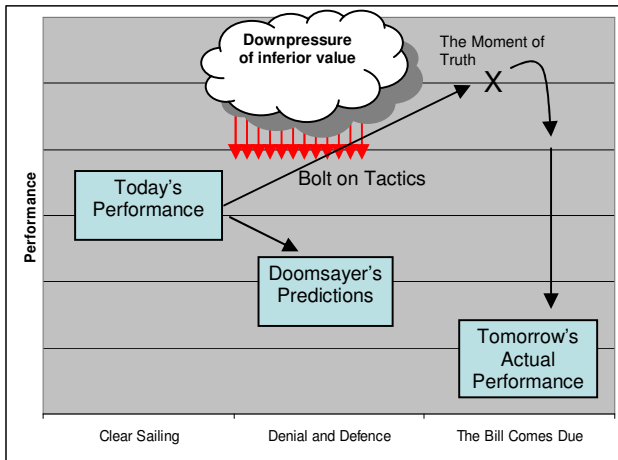 Downpressure
of inferior value
The Moment of
Truth
X
Bolt on Tactics
Today's
Performance
Performance
Doomsayer's
Predictions
Tomorrow's
Actual
Performance
Clear Sailing
Denial and Defence
The Bill Comes Due